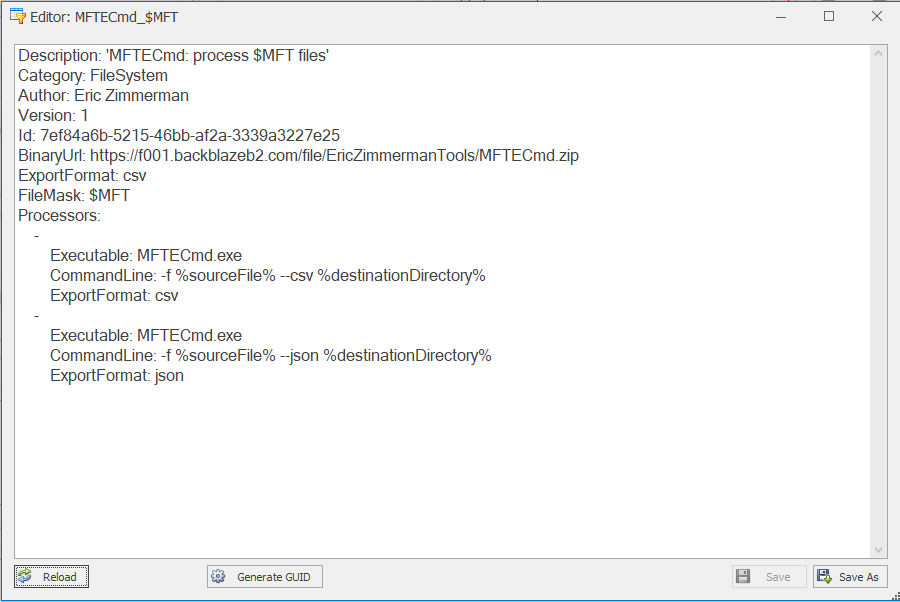 Editor: MFTECmd_$MFT
Description: 'MFTECmd: process $MFT files'
Category: FileSystem
Author: Eric Zimmerman
Version: 1
Id: 7ef84a6b-5215-46bb-af2a-3339a3227e25
BinaryUrl: https://f001.backblazeb2.com/file/EricZimmermanTools/MFTECmd.zip
ExportFormat: csv
FileMask: $MFT
Processors:
-
Executable: MFTECmd.exe
CommandLine: -f %sourceFile% --csv %destinationDirectory%
ExportFormat: csv
-
Executable: MFTECmd.exe
CommandLine: -f %sourceFile% --json %destinationDirectory%
ExportFormat: json
Reload Generate GUID Save Save As